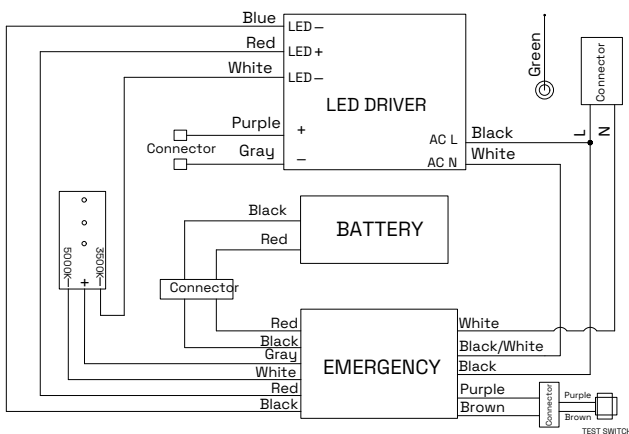 Blue
LED−
Red
LED+
White
LED−
LED DRIVER
Purple
+
Connector
Gray
−
AC L
Black
AC N
White
Green
Connector
L
N
Black
Red
BATTERY
5000K−
+
3500K−
Connector
Red
Black
Gray
White
Red
Black
EMERGENCY
White
Black/White
Black
Purple
Brown
Connector
Purple
Brown
TEST SWITCH